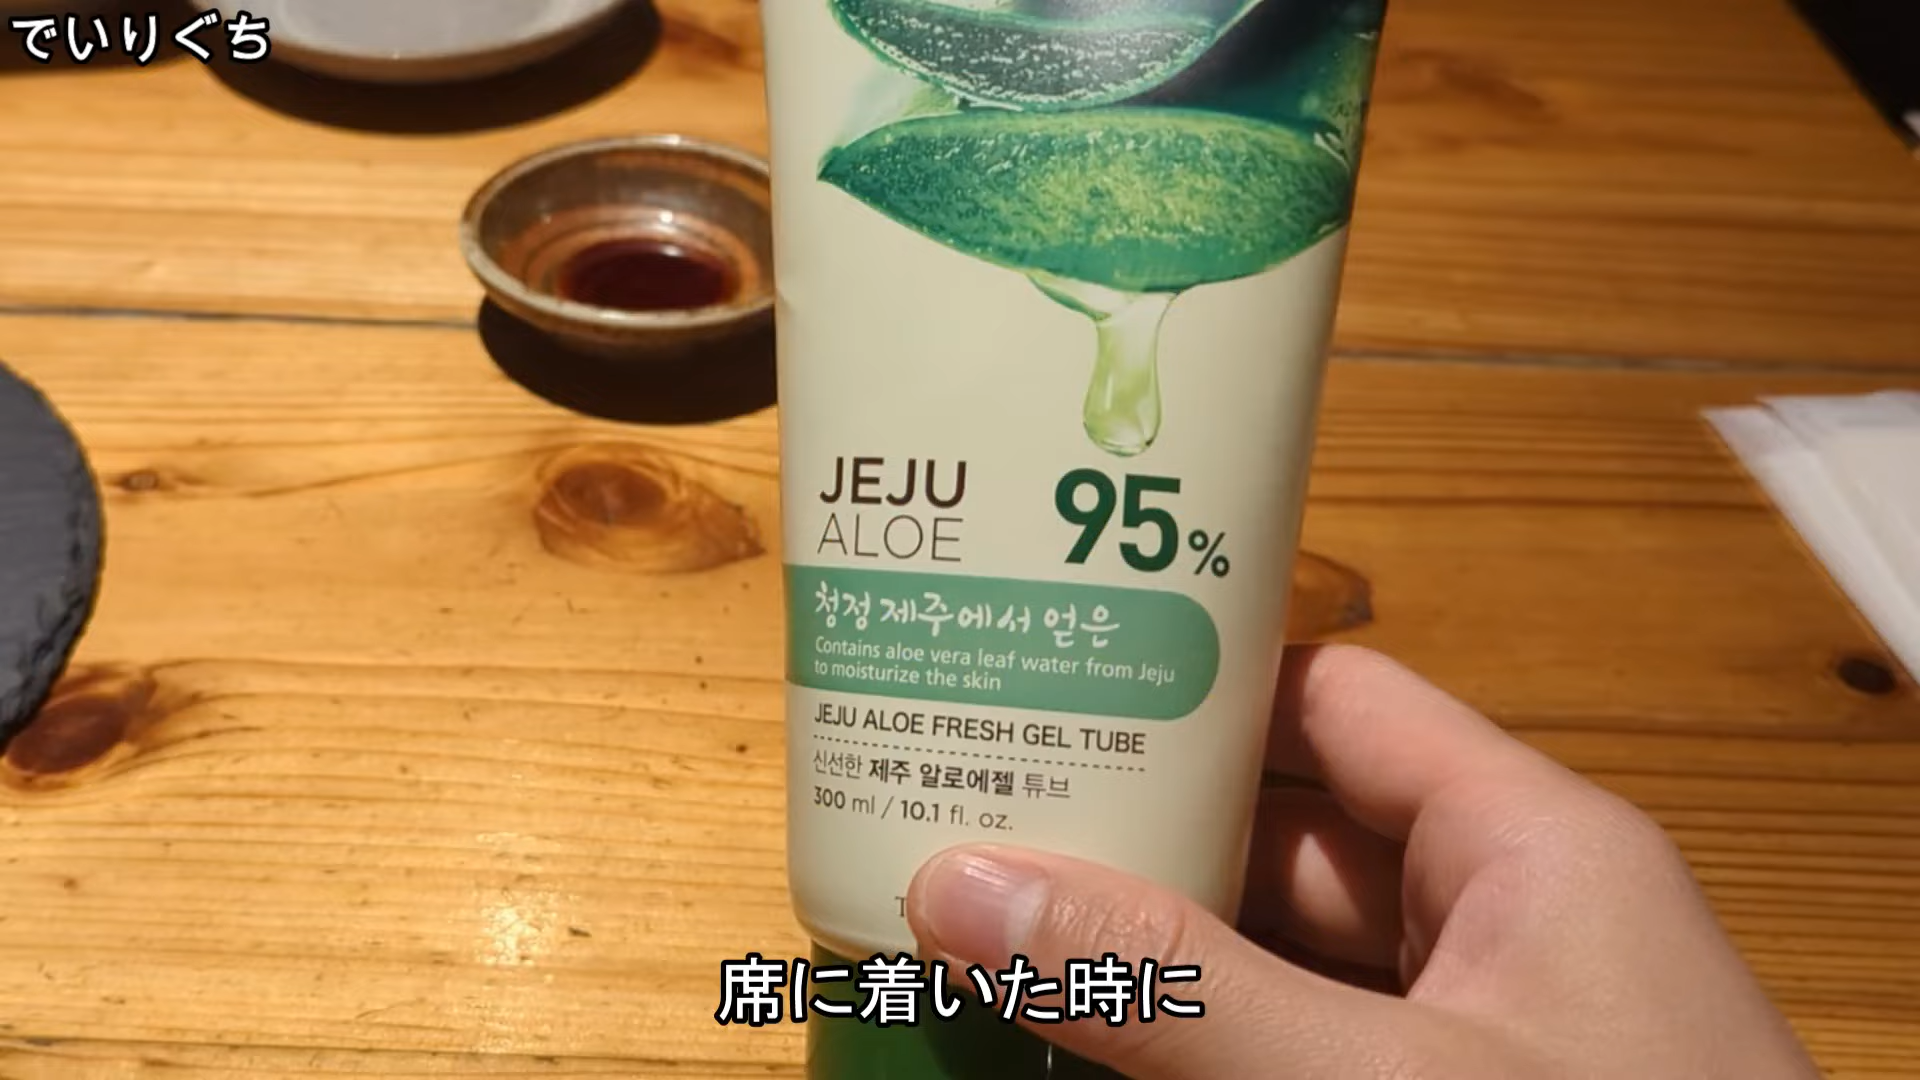 でいりぐち
JEJU
ALOE
95%
청정 제주에서 얻은
Contains aloe vera leaf water from Jeju
to moisturize the skin
JEJU ALOE FRESH GEL TUBE
신선한 제주 알로에젤 튜브
300 ml / 10.1 fl. oz.
席に着いた時に